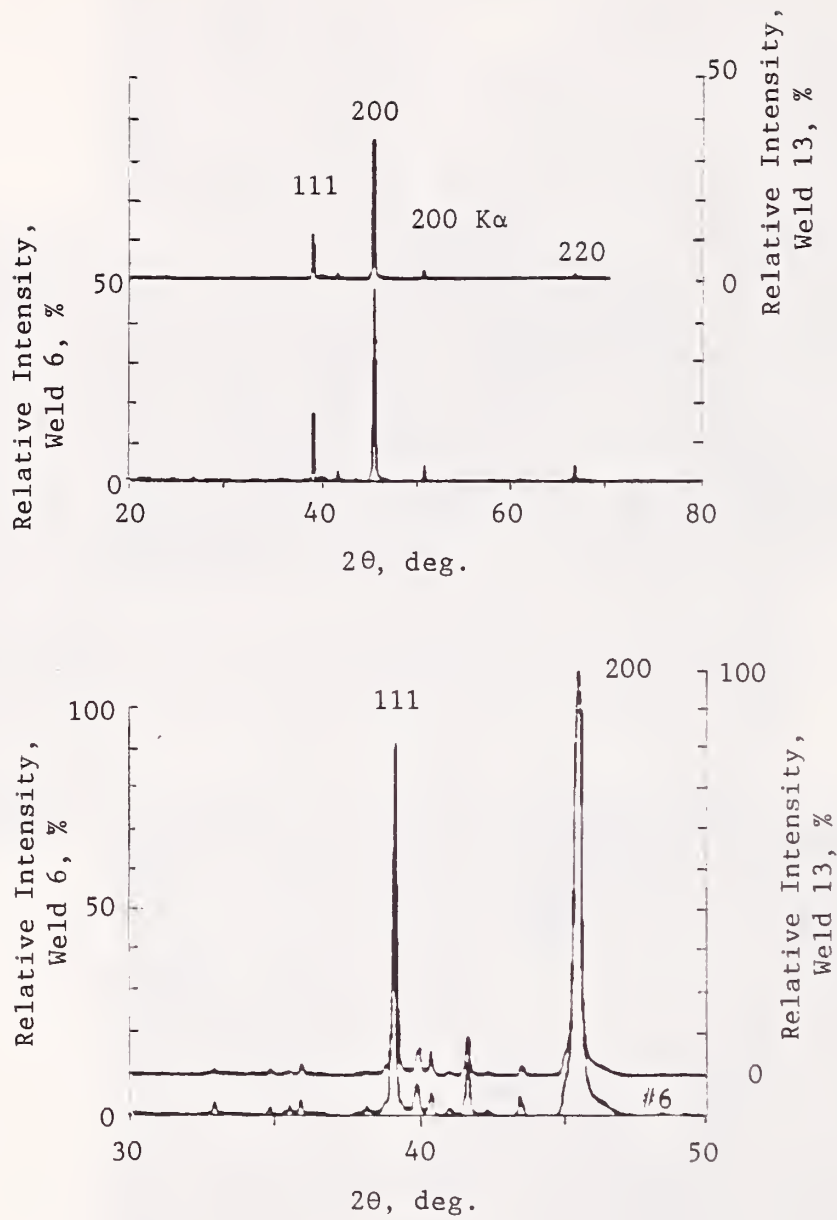 Relative Intensity,
Weld 6, %
50
0
200
111
200 Kα
220
50
0
Relative Intensity,
Weld 13, %
20
40
60
80
2θ, deg.
Relative Intensity,
Weld 6, %
100
50
0
111
200
100
0
#6
Relative Intensity,
Weld 13, %
30
40
50
2θ, deg.